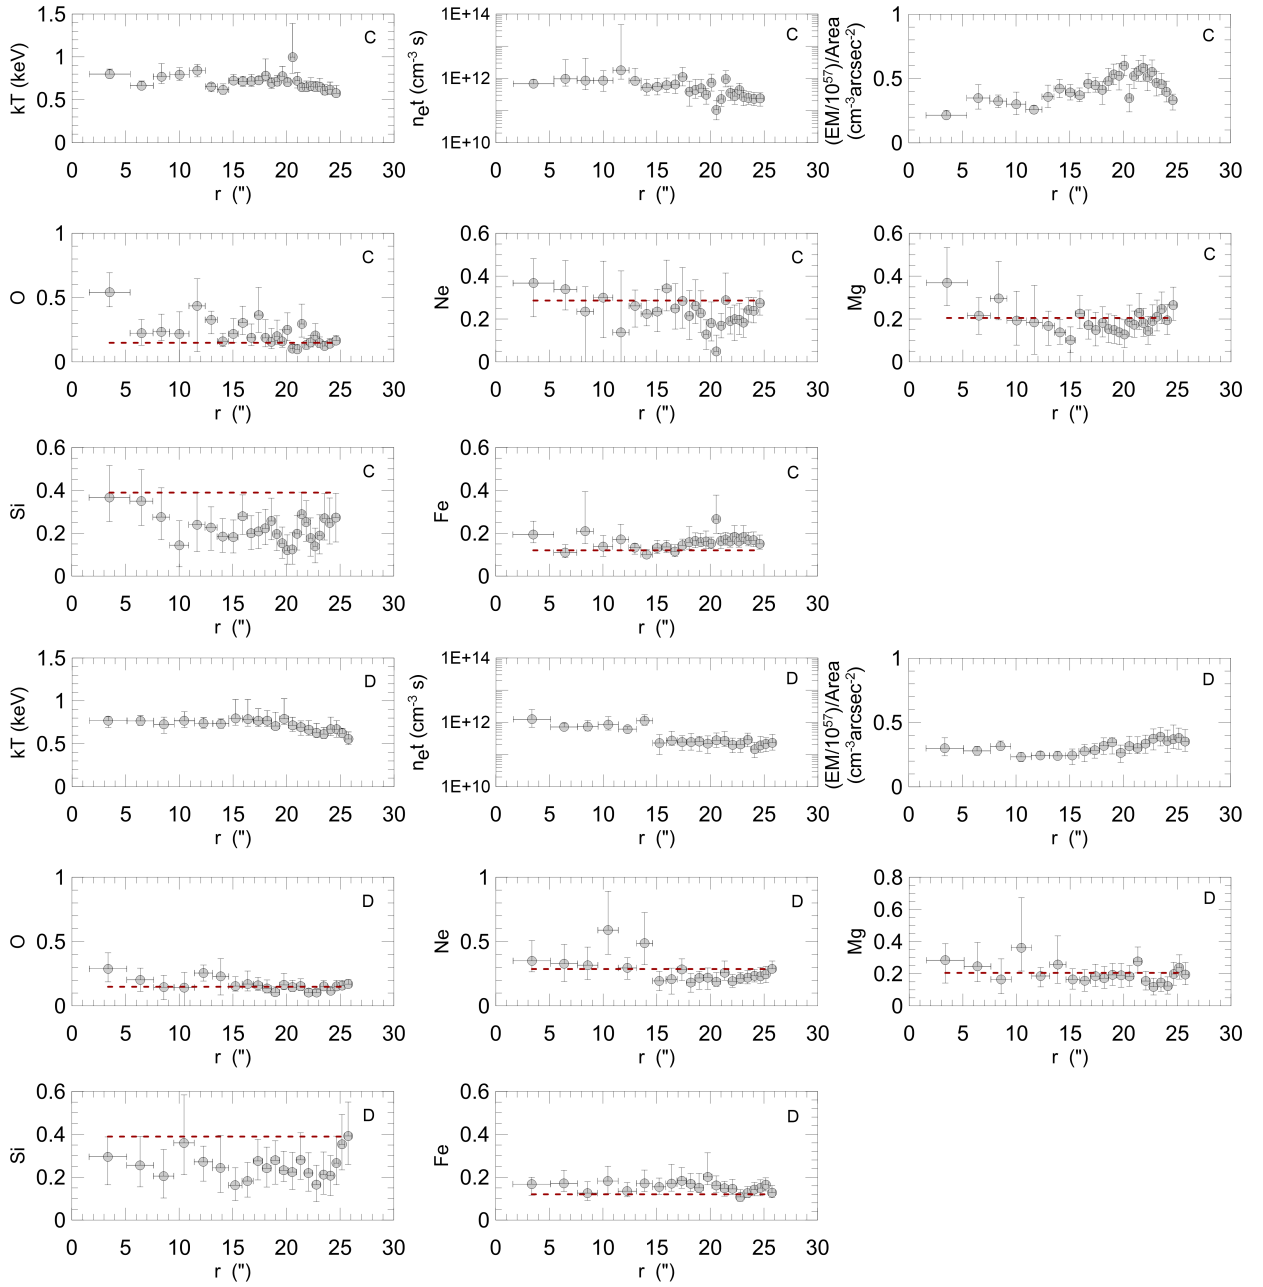 1.5 1E+14 1
C C C
kT (keV) 1 nₑt (cm⁻³ s) 1E+12 (EM/10⁵⁷)/Area (cm⁻³arcsec⁻²) 0.5
0.5
0 1E+10 0
0 5 10 15 20 25 30 0 5 10 15 20 25 30 0 5 10 15 20 25 30
r (") r (") r (")
1 0.6 0.6
C C C
O 0.5 Ne 0.4 Mg 0.4
0.2 0.2
0 0 0
0 5 10 15 20 25 30 0 5 10 15 20 25 30 0 5 10 15 20 25 30
r (") r (") r (")
0.6 0.6
C C
Si 0.4 Fe 0.4
0.2 0.2
0 0
0 5 10 15 20 25 30 0 5 10 15 20 25 30
r (") r (")
1.5 1E+14 1
D D D
kT (keV) 1 nₑt (cm⁻³ s) 1E+12 (EM/10⁵⁷)/Area (cm⁻³arcsec⁻²) 0.5
0.5
0 1E+10 0
0 5 10 15 20 25 30 0 5 10 15 20 25 30 0 5 10 15 20 25 30
r (") r (") r (")
1 1 0.8
D D D
O 0.5 Ne 0.5 Mg 0.6
0.4
0.2
0 0 0
0 5 10 15 20 25 30 0 5 10 15 20 25 30 0 5 10 15 20 25 30
r (") r (") r (")
0.6 0.6
D D
Si 0.4 Fe 0.4
0.2 0.2
0 0
0 5 10 15 20 25 30 0 5 10 15 20 25 30
r (") r (")